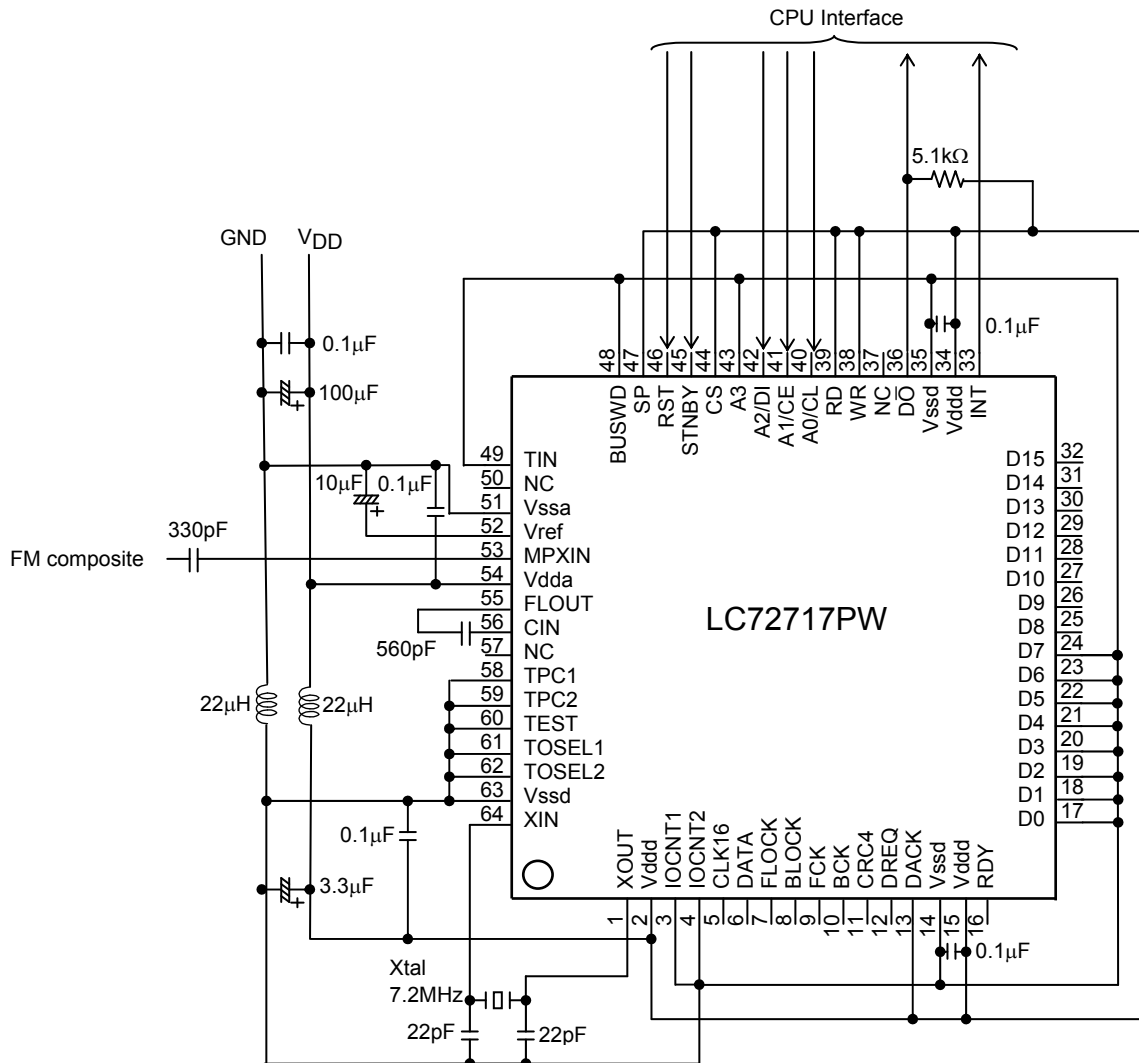 CPU Interface
5.1kΩ
GND
VDD
0.1μF
100μF
0.1μF
48
47
46
45
44
43
42
41
40
39
38
37
36
35
34
33
BUSWD
SP
RST
STNBY
CS
A3
A2/DI
A1/CE
A0/CL
RD
WR
NC
DO
Vssd
Vddd
INT
10μF
0.1μF
330pF
FM composite
560pF
49 TIN
50 NC
51 Vssa
52 Vref
53 MPXIN
54 Vdda
55 FLOUT
56 CIN
57 NC
58 TPC1
59 TPC2
60 TEST
61 TOSEL1
62 TOSEL2
63 Vssd
64 XIN
LC72717PW
D15 32
D14 31
D13 30
D12 29
D11 28
D10 27
D9 26
D8 25
D7 24
D6 23
D5 22
D4 21
D3 20
D2 19
D1 18
D0 17
22μH
22μH
0.1μF
3.3μF
XOUT
Vddd
IOCNT1
IOCNT2
CLK16
DATA
FLOCK
BLOCK
FCK
BCK
CRC4
DREQ
DACK
Vssd
Vddd
RDY
1
2
3
4
5
6
7
8
9
10
11
12
13
14
15
16
0.1μF
Xtal
7.2MHz
22pF
22pF